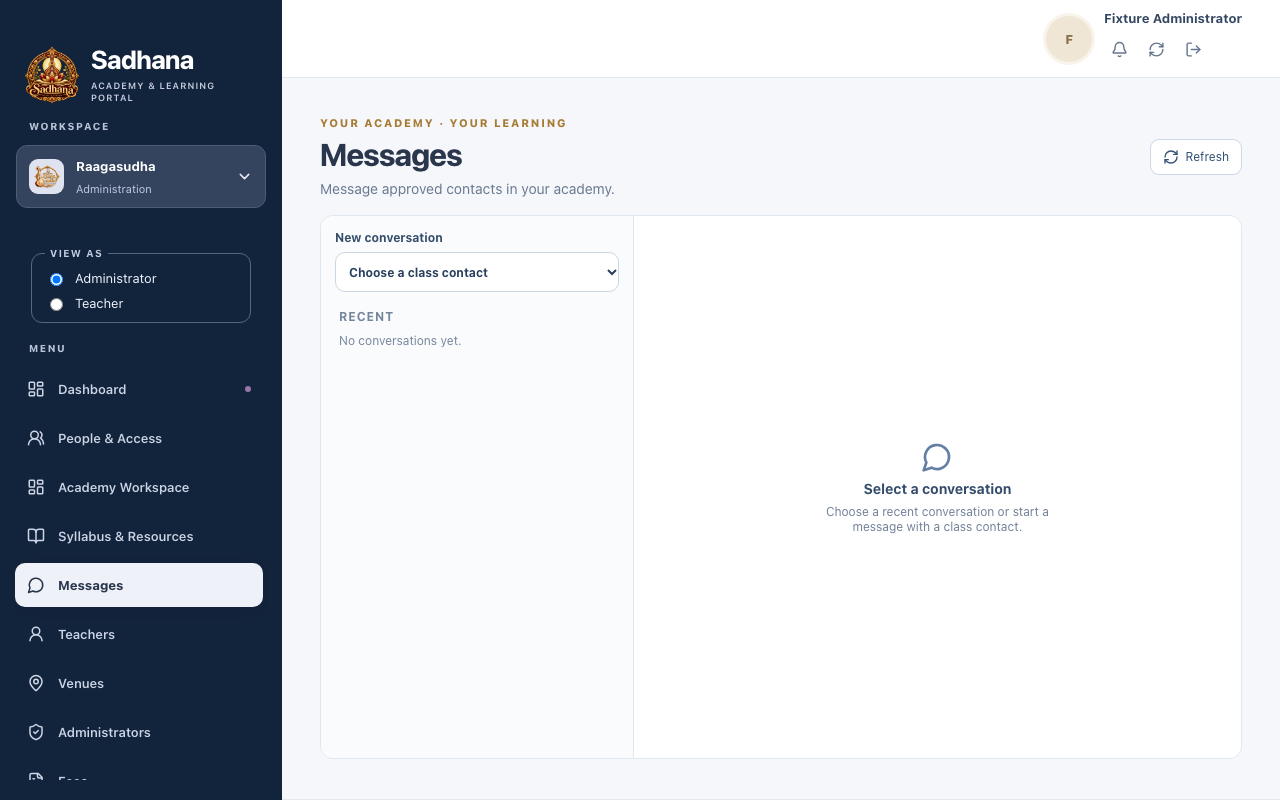 Sadhana
Sadhana
ACADEMY & LEARNING
PORTAL
WORKSPACE
Raagasudha
Administration
VIEW AS
Administrator
Teacher
MENU
Dashboard
People & Access
Academy Workspace
Syllabus & Resources
Messages
Teachers
Venues
Administrators
Fees
F
Fixture Administrator
YOUR ACADEMY · YOUR LEARNING
Messages
Message approved contacts in your academy.
Refresh
New conversation
Choose a class contact
RECENT
No conversations yet.
Select a conversation
Choose a recent conversation or start a
message with a class contact.